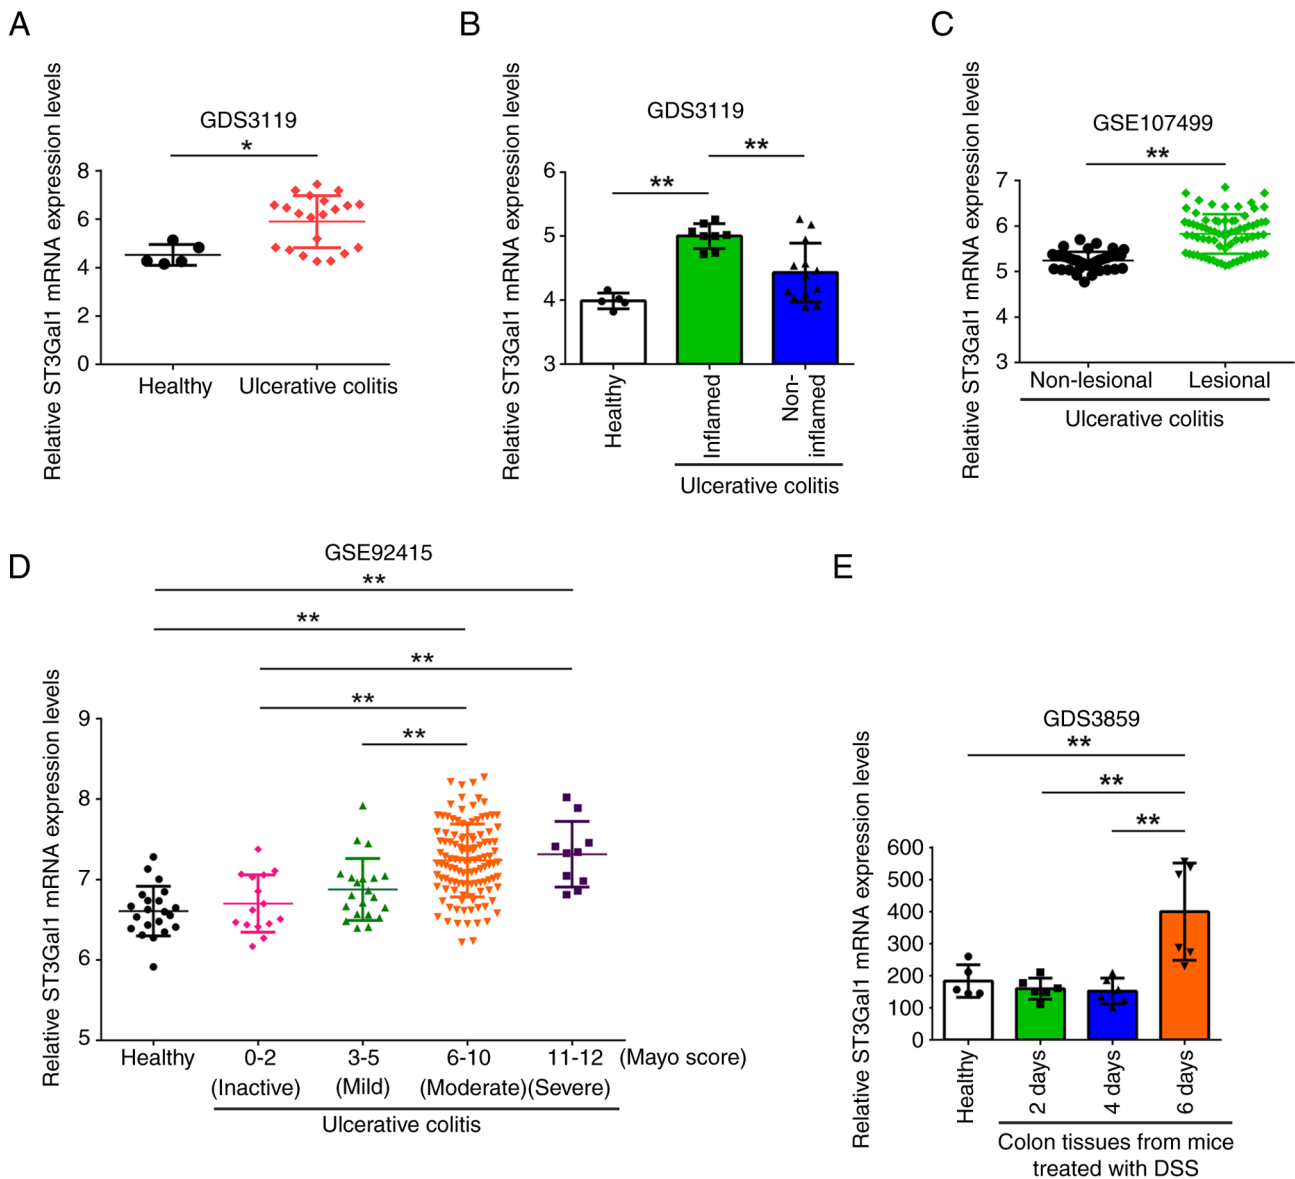 A
Relative ST3Gal1 mRNA expression levels
GDS3119
*
8
6
4
2
0
Healthy
Ulcerative colitis
B
Relative ST3Gal1 mRNA expression levels
GDS3119
**
**
6
5
4
3
Healthy
Inflamed
Non-
inflamed
Ulcerative colitis
C
Relative ST3Gal1 mRNA expression levels
GSE107499
**
7
6
5
4
3
Non-lesional
Lesional
Ulcerative colitis
D
Relative ST3Gal1 mRNA expression levels
GSE92415
**
**
**
**
**
9
8
7
6
5
Healthy
0-2
3-5
6-10
11-12
(Mayo score)
(Inactive)
(Mild)
(Moderate)
(Severe)
Ulcerative colitis
E
Relative ST3Gal1 mRNA expression levels
GDS3859
**
**
**
600
500
400
300
200
100
0
Healthy
2 days
4 days
6 days
Colon tissues from mice
treated with DSS